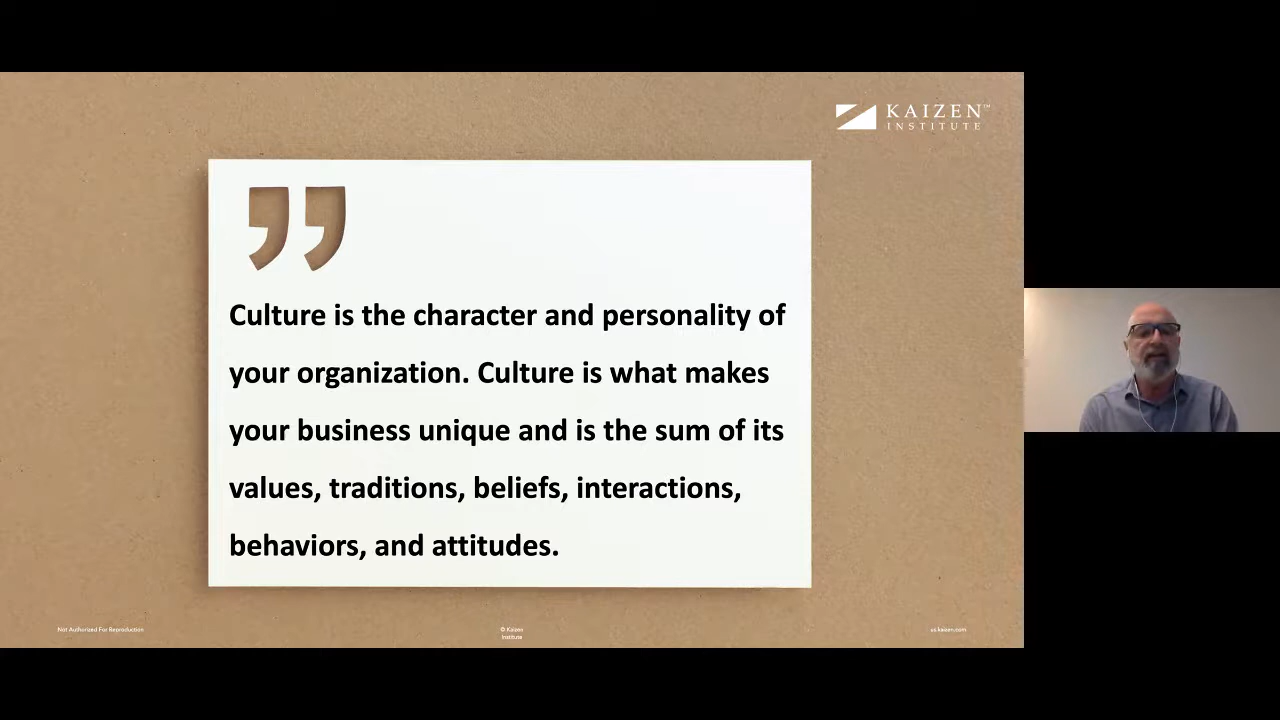 KAIZEN™
INSTITUTE
”
Culture is the character and personality of
your organization. Culture is what makes
your business unique and is the sum of its
values, traditions, beliefs, interactions,
behaviors, and attitudes.
Not Authorized For Reproduction
© Kaizen
Institute
us.kaizen.com